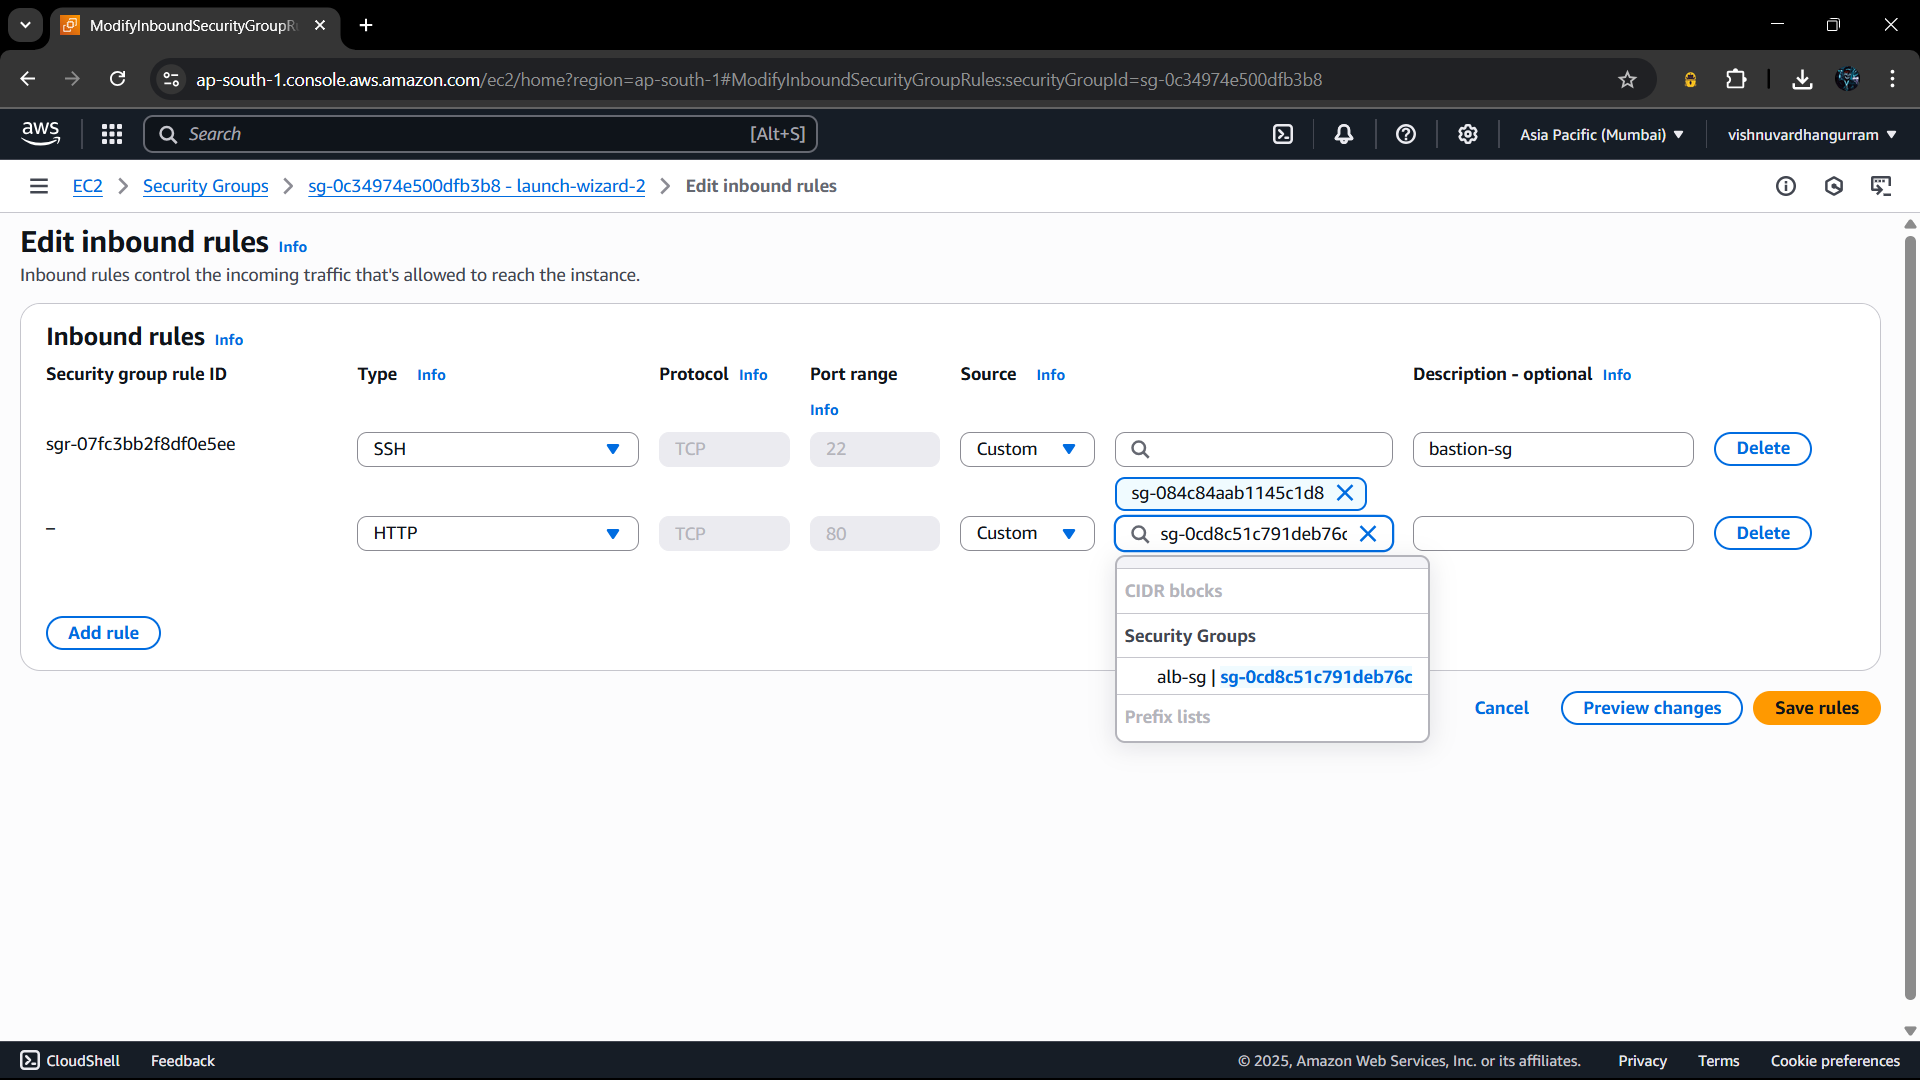 ModifyInboundSecurityGroupR
ap-south-1.console.aws.amazon.com/ec2/home?region=ap-south-1#ModifyInboundSecurityGroupRules:securityGroupId=sg-0c34974e500dfb3b8
aws
Search [Alt+S]
Asia Pacific (Mumbai)
vishnuvardhangurram
EC2 > Security Groups > sg-0c34974e500dfb3b8 - launch-wizard-2 > Edit inbound rules
Edit inbound rules Info
Inbound rules control the incoming traffic that's allowed to reach the instance.
Inbound rules Info
Security group rule ID Type Info Protocol Info Port range Source Info Description - optional Info
Info
sgr-07fc3bb2f8df0e5ee SSH TCP 22 Custom bastion-sg Delete
sg-084c84aab1145c1d8
– HTTP TCP 80 Custom sg-0cd8c51c791deb76c Delete
CIDR blocks
Security Groups
alb-sg | sg-0cd8c51c791deb76c
Prefix lists
Add rule
Cancel Preview changes Save rules
CloudShell Feedback © 2025, Amazon Web Services, Inc. or its affiliates. Privacy Terms Cookie preferences